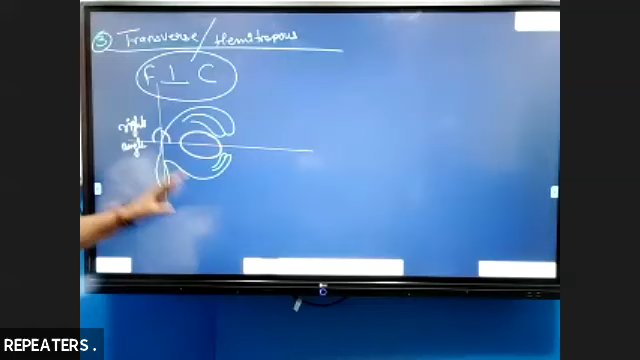 ③ Transverse / Hemitropous
F ⊥ C
right
angle
REPEATERS .